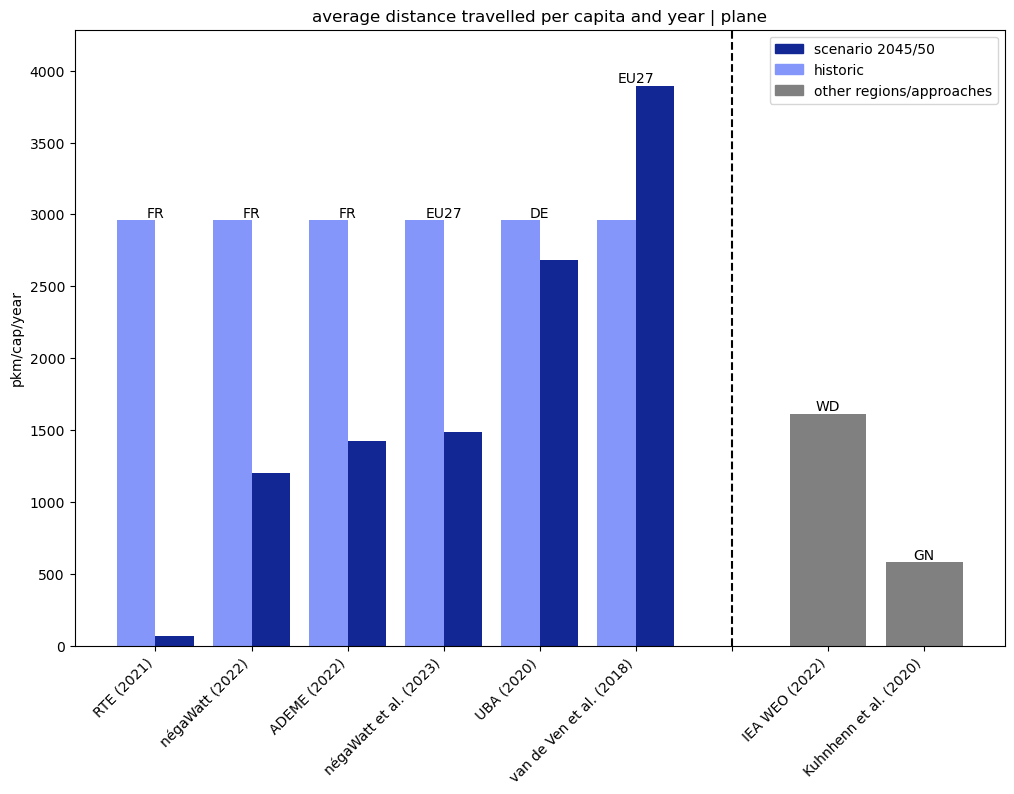 average distance travelled per capita and year | plane
pkm/cap/year
4000
3500
3000
2500
2000
1500
1000
500
0
scenario 2045/50
historic
other regions/approaches
FR
FR
FR
EU27
DE
EU27
WD
GN
RTE (2021)
négaWatt (2022)
ADEME (2022)
négaWatt et al. (2023)
UBA (2020)
van de Ven et al. (2018)
IEA WEO (2022)
Kuhnhenn et al. (2020)